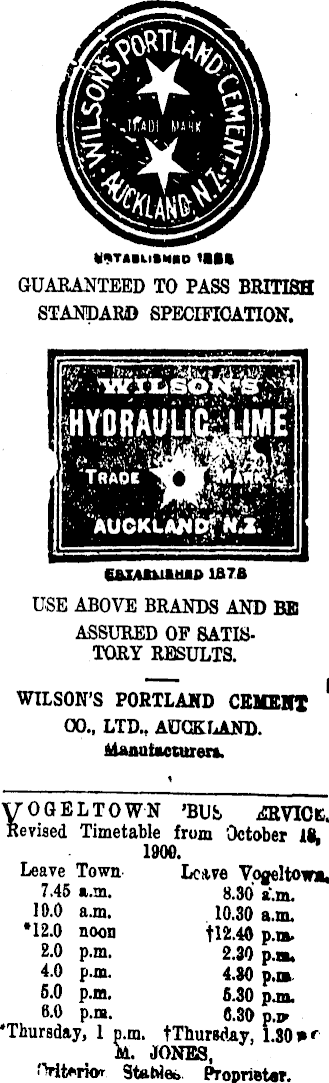 WILSON'S PORTLAND CEMENT
TRADE MARK
AUCKLAND, N.Z.
ESTABLISHED
GUARANTEED TO PASS BRITISH
STANDARD SPECIFICATION.
WILSON'S
HYDRAULIC LIME
TRADE MARK
AUCKLAND, N.Z.
ESTABLISHED 1878
USE ABOVE BRANDS AND BE
ASSURED OF SATIS-
TORY RESULTS.
WILSON'S PORTLAND CEMENT
CO., LTD., AUCKLAND.
Manufacturers.
VOGELTOWN 'BUS SERVICE.
Revised Timetable from October 18,
1909.
Leave Town. Leave Vogeltown.
7.45 a.m. 8.30 a.m.
10.0 a.m. 10.30 a.m.
*12.0 noon †12.40 p.m.
2.0 p.m. 2.30 p.m.
4.0 p.m. 4.30 p.m.
5.0 p.m. 5.30 p.m.
6.0 p.m. 6.30 p.m
*Thursday, 1 p.m. †Thursday, 1.30
M. JONES,
Criterion Stables. Proprietor.